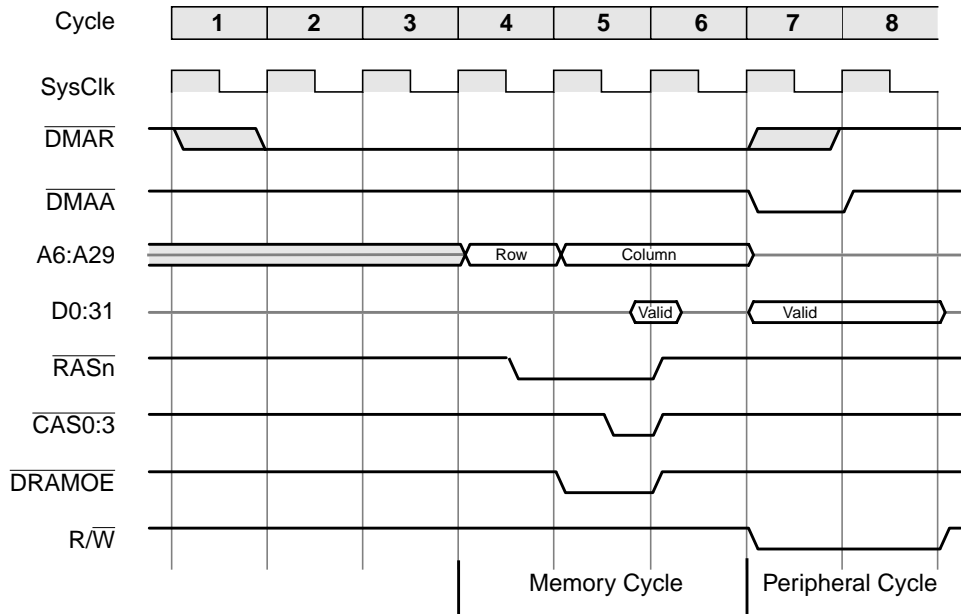 Cycle 1 2 3 4 5 6 7 8
SysClk
DMAR
DMAA
A6:A29 Row Column
D0:31 Valid Valid
RASn
CAS0:3
DRAMOE
R/W
Memory Cycle Peripheral Cycle